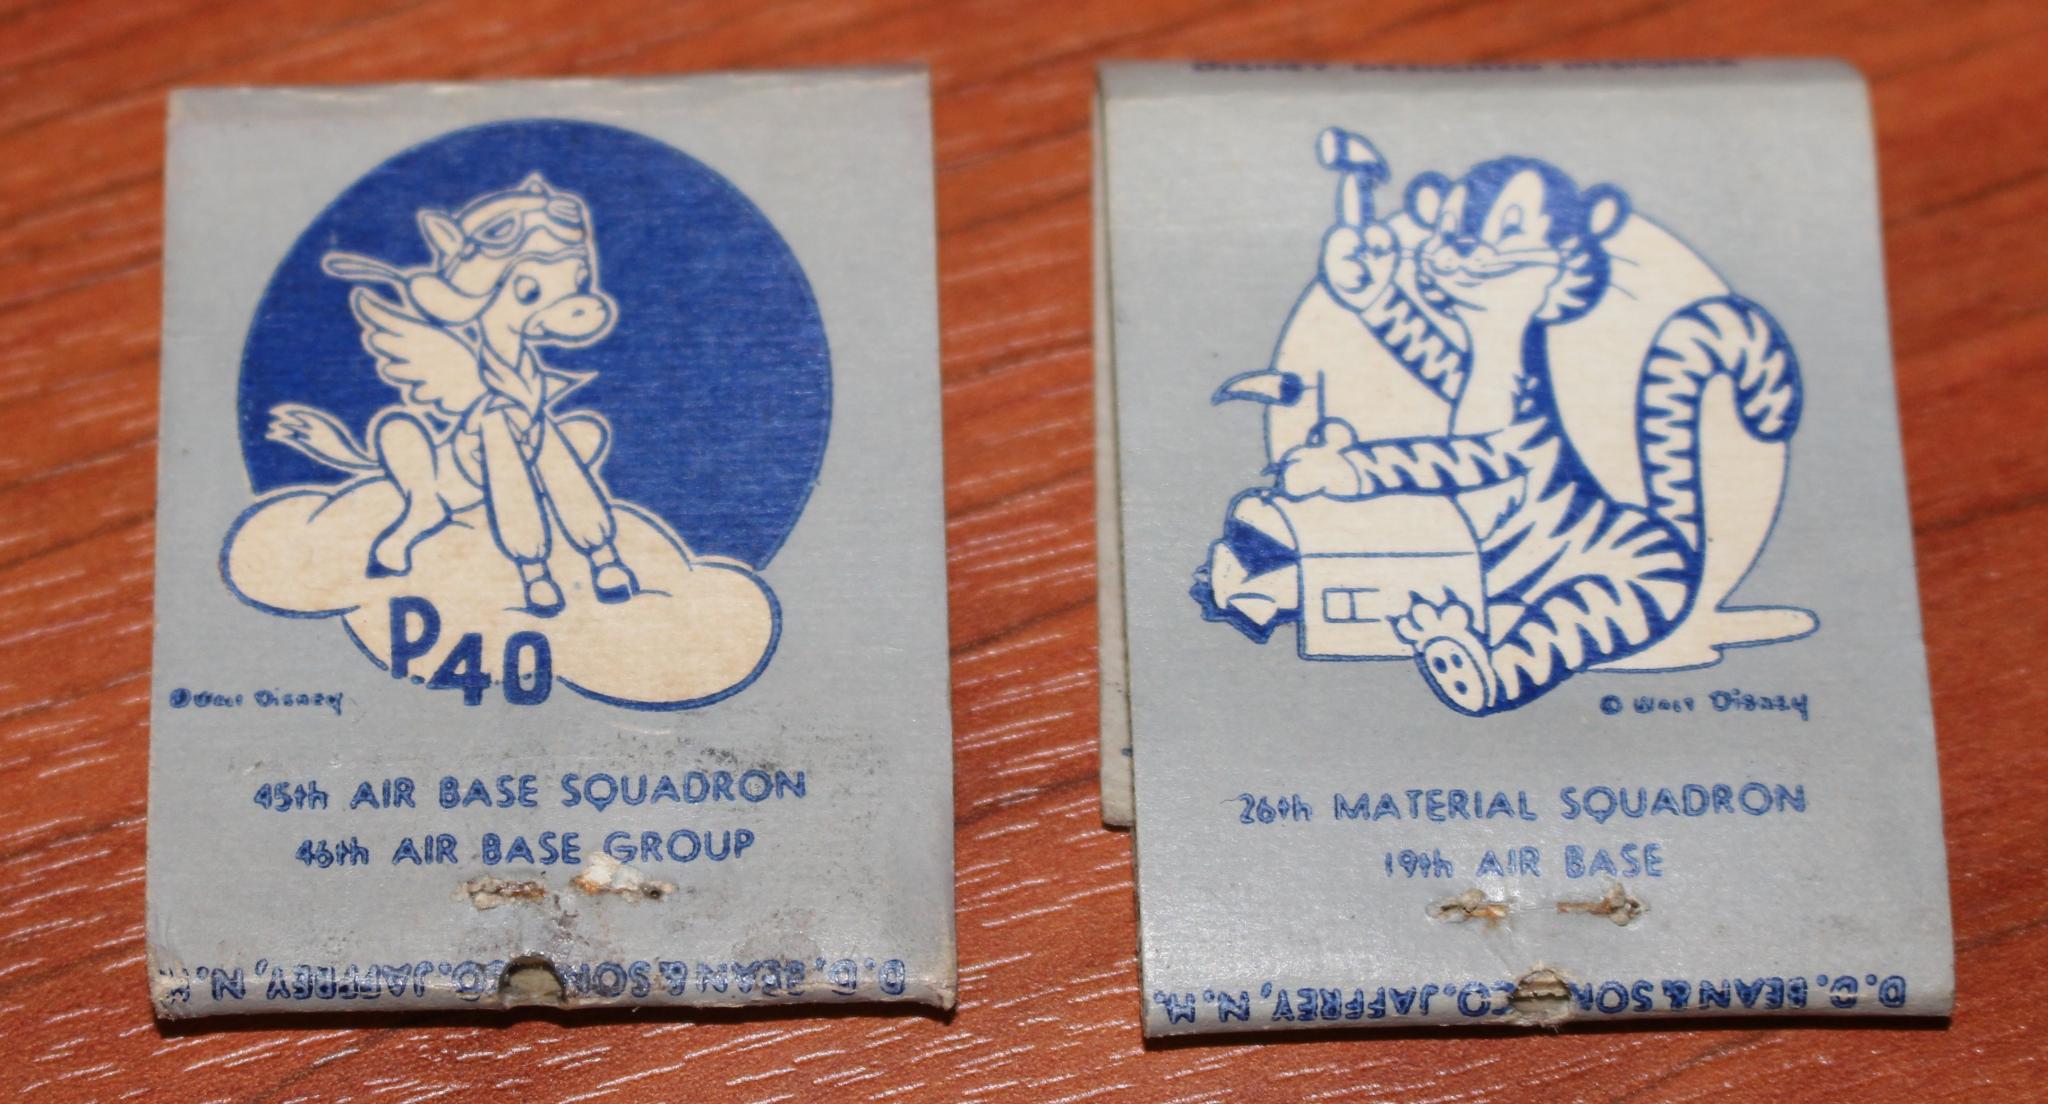 P.40
© Walt Disney
45th AIR BASE SQUADRON
46th AIR BASE GROUP
D. D. BEAN & SON CO. JAFFREY, N. H.
© Walt Disney
26th MATERIAL SQUADRON
19th AIR BASE
D. D. BEAN & SON CO. JAFFREY, N. H.